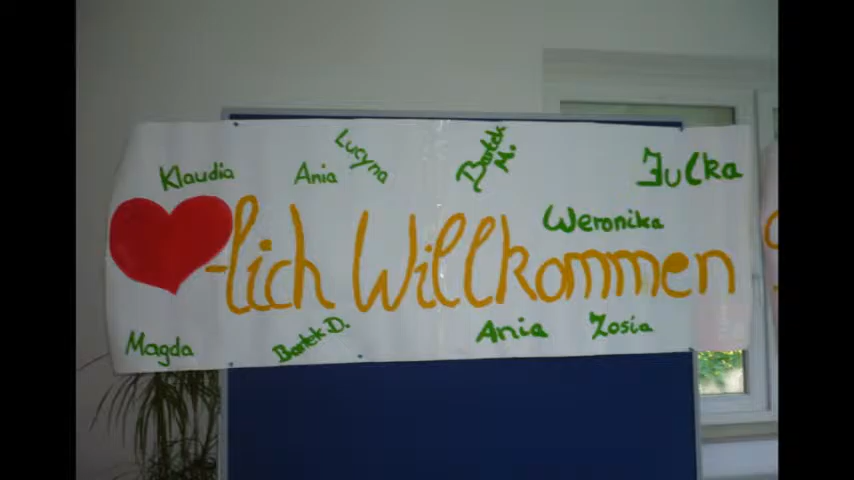 Lucyna
Bartek M.
Klaudia
Ania
Julka
Weronika
-lich Willkommen
Magda
Bartek D.
Ania
Zosia